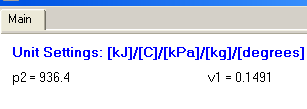 Main
Unit Settings: [kJ]/[C]/[kPa]/[kg]/[degrees]
p2 = 936.4 v1 = 0.1491